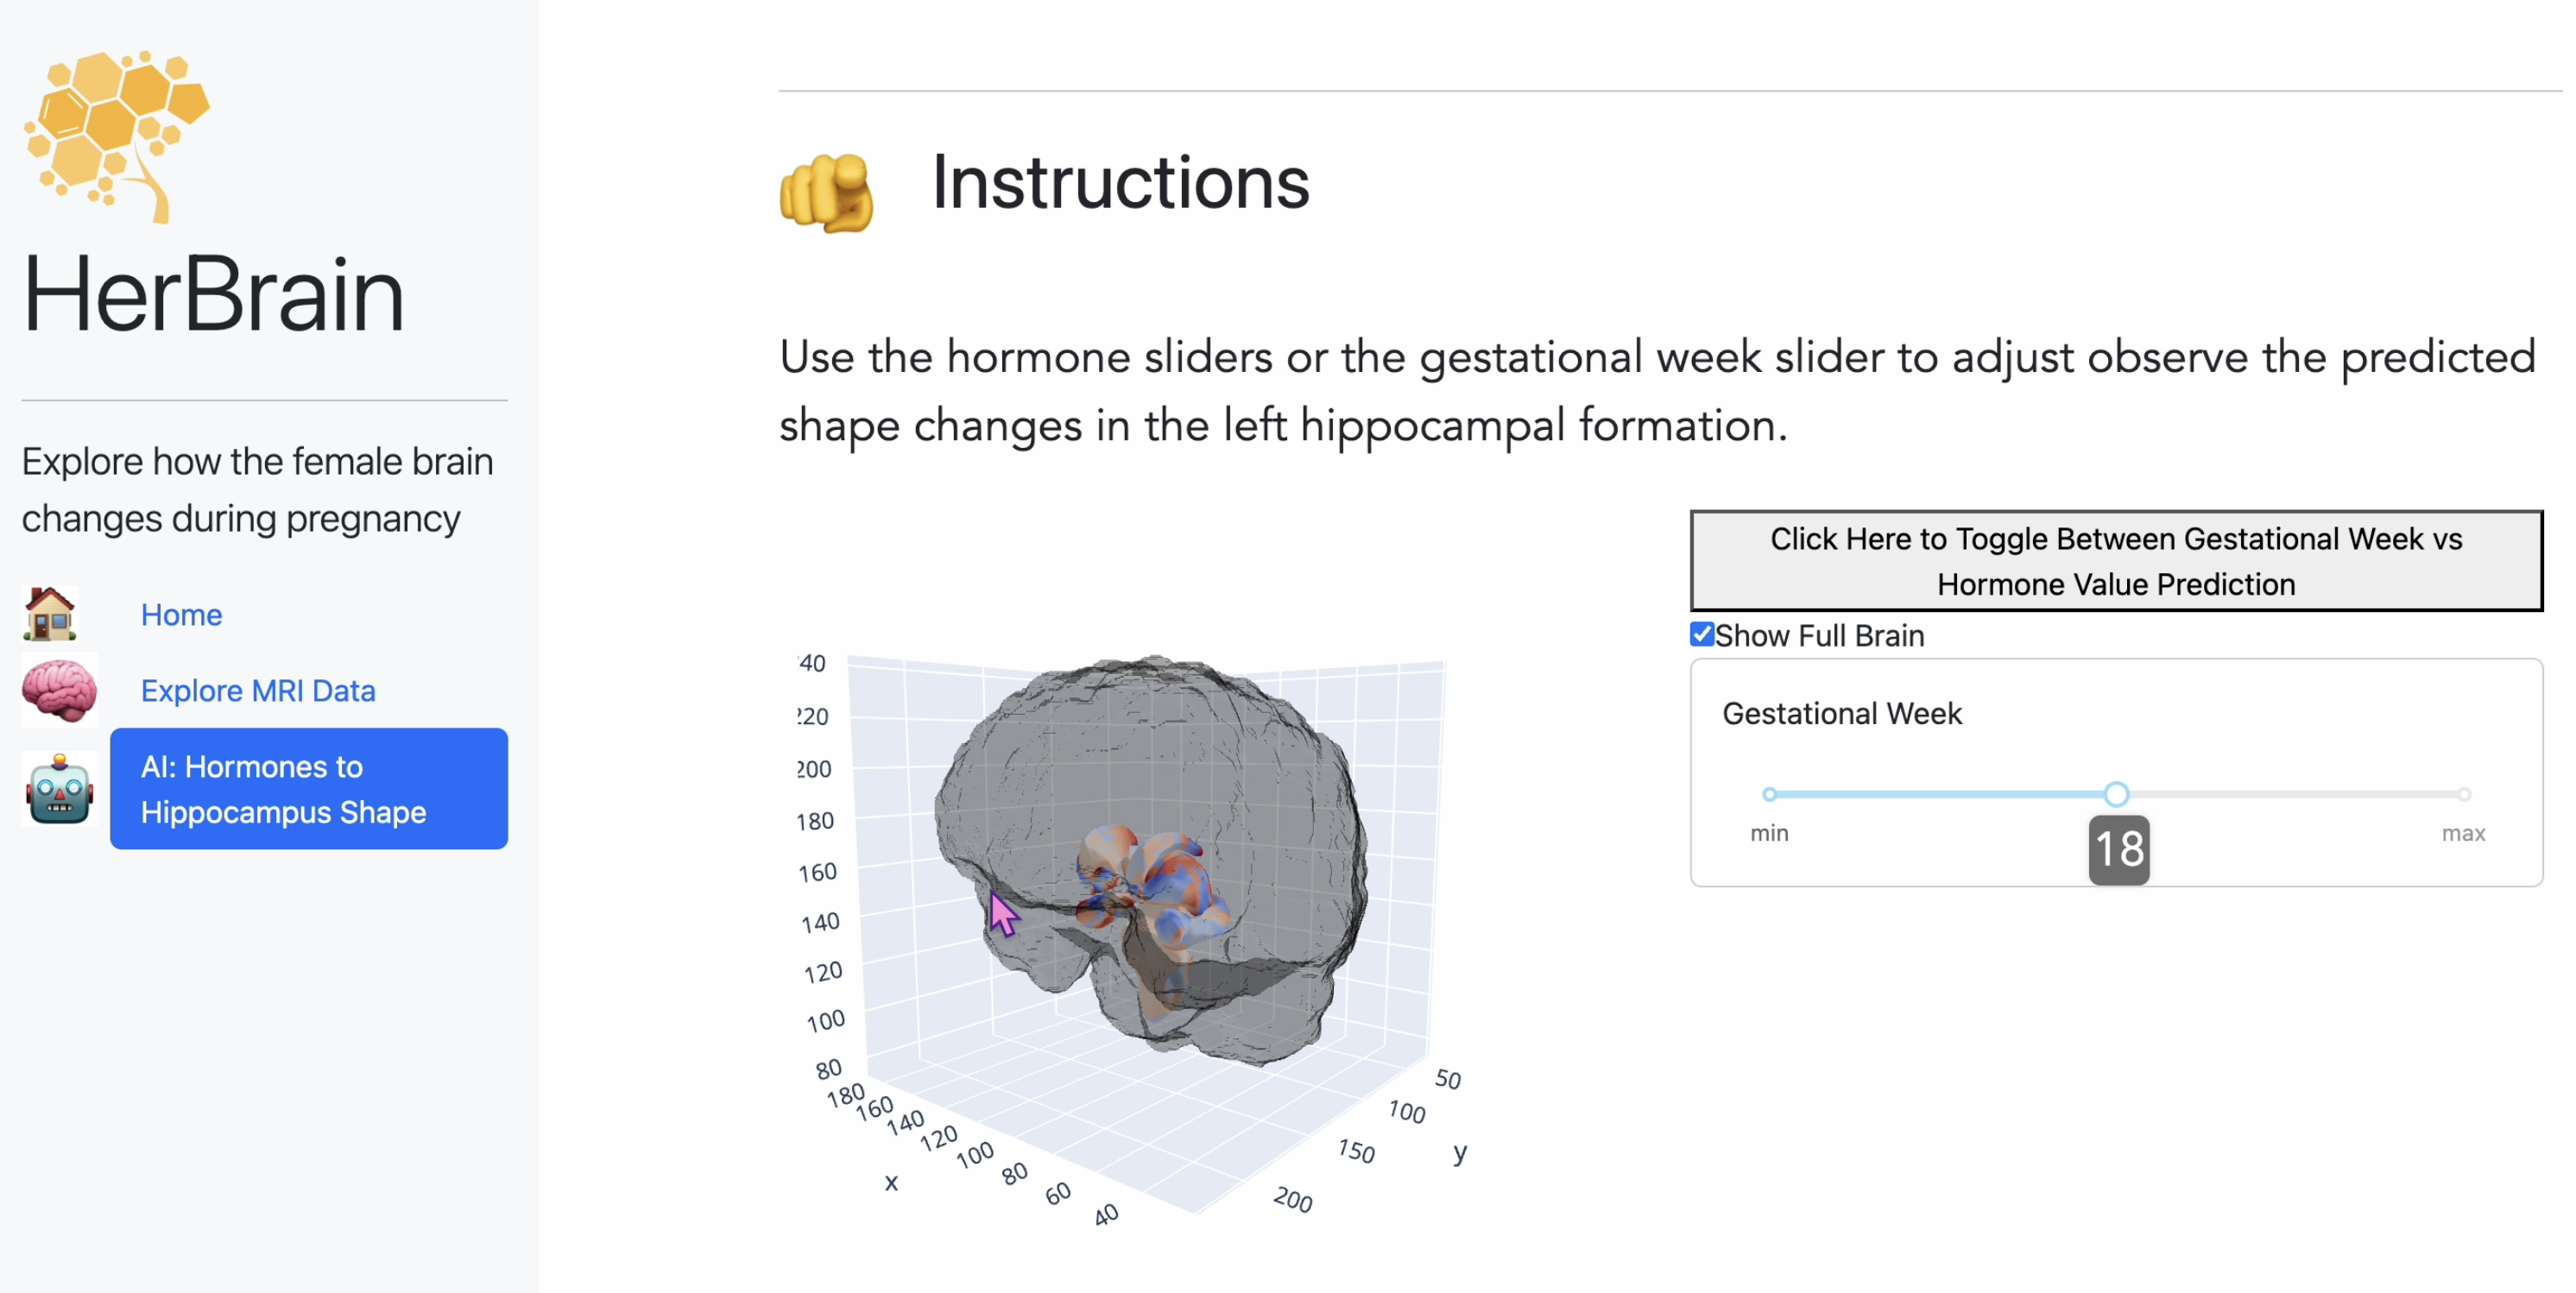 HerBrain
Explore how the female brain
changes during pregnancy
Home
Explore MRI Data
AI: Hormones to
Hippocampus Shape
Instructions
Use the hormone sliders or the gestational week slider to adjust observe the predicted
shape changes in the left hippocampal formation.
Click Here to Toggle Between Gestational Week vs
Hormone Value Prediction
Show Full Brain
Gestational Week
min
18
max
40
220
200
180
160
140
120
100
80
180
160
140
120
100
80
60
40
x
50
100
150
200
y